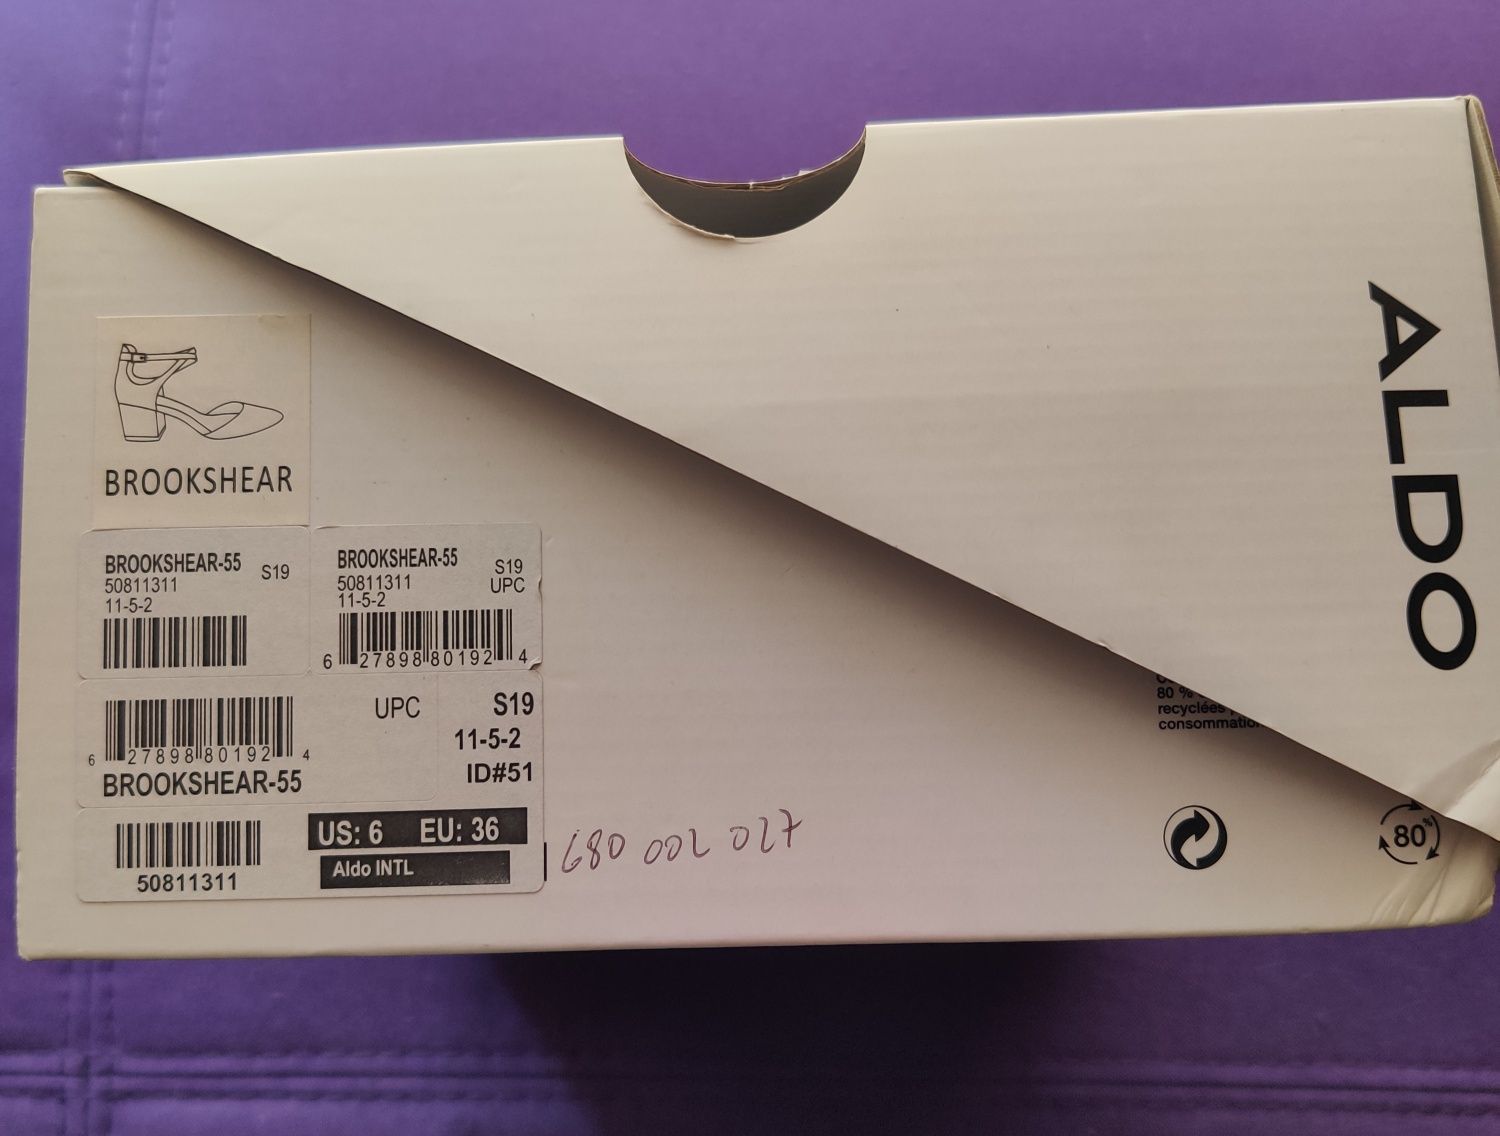 ALDO
BROOKSHEAR
BROOKSHEAR-55
50811311
S19
11-5-2
BROOKSHEAR-55
50811311
S19
UPC
11-5-2
6 27898 80192 4
6 27898 80192 4
UPC
S19
11-5-2
ID#51
BROOKSHEAR-55
50811311
US: 6 EU: 36
Aldo INTL
680 002 027
80 %
recyclées
80%